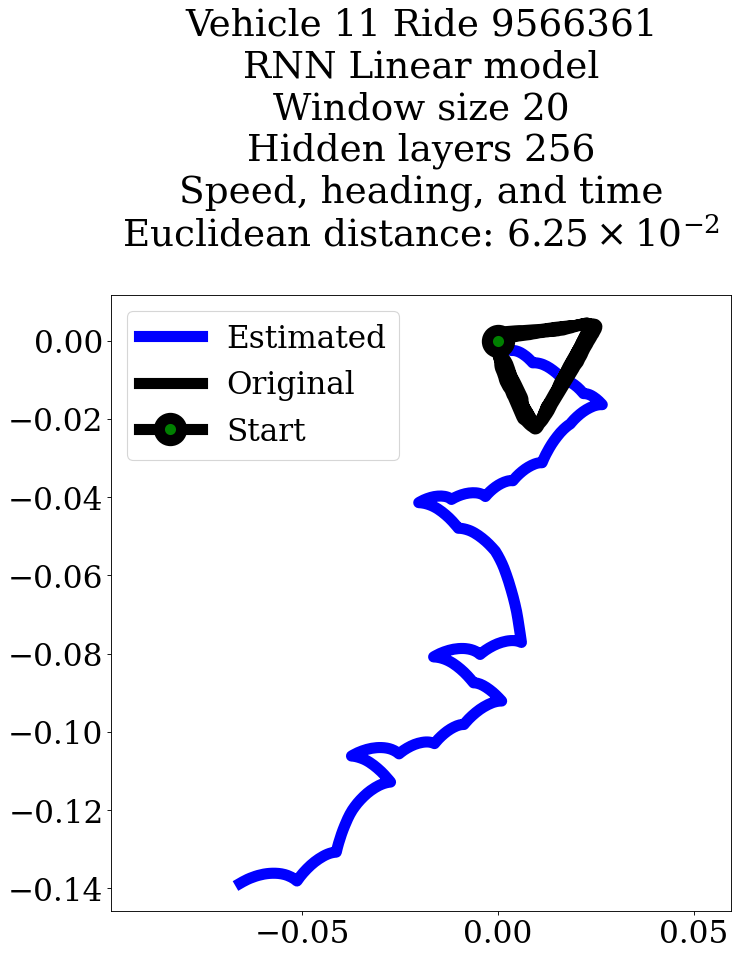 Vehicle 11 Ride 9566361
RNN Linear model
Window size 20
Hidden layers 256
Speed, heading, and time
Euclidean distance: 6.25 × 10⁻²
Estimated
Original
Start
0.00
−0.02
−0.04
−0.06
−0.08
−0.10
−0.12
−0.14
−0.05 0.00 0.05